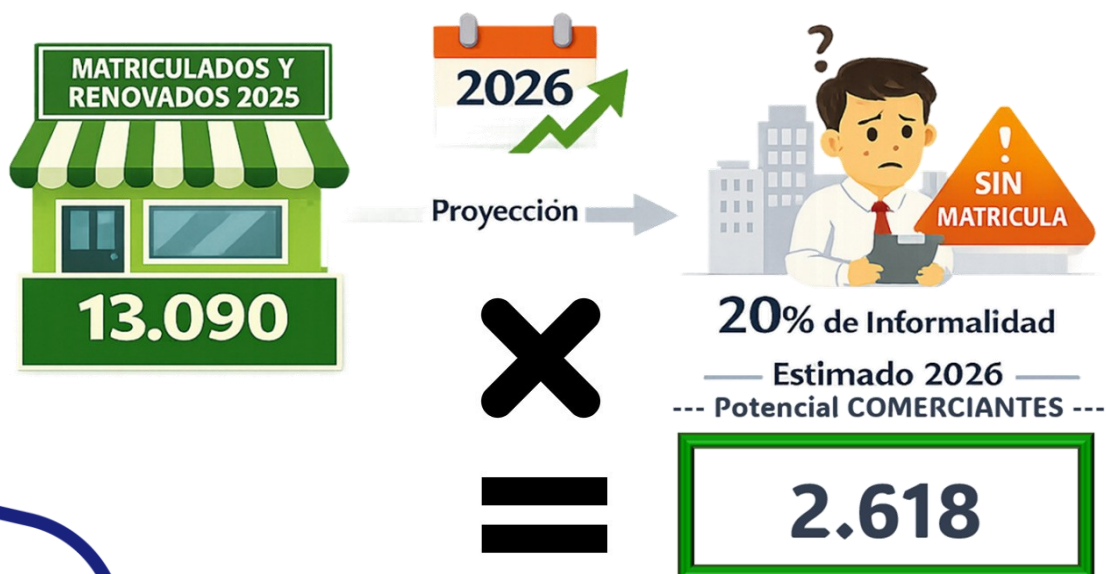 MATRICULADOS Y
RENOVADOS 2025
13.090
2026
Proyección
?
!
SIN
MATRICULA
20% de Informalidad
Estimado 2026
--- Potencial COMERCIANTES ---
=
2.618